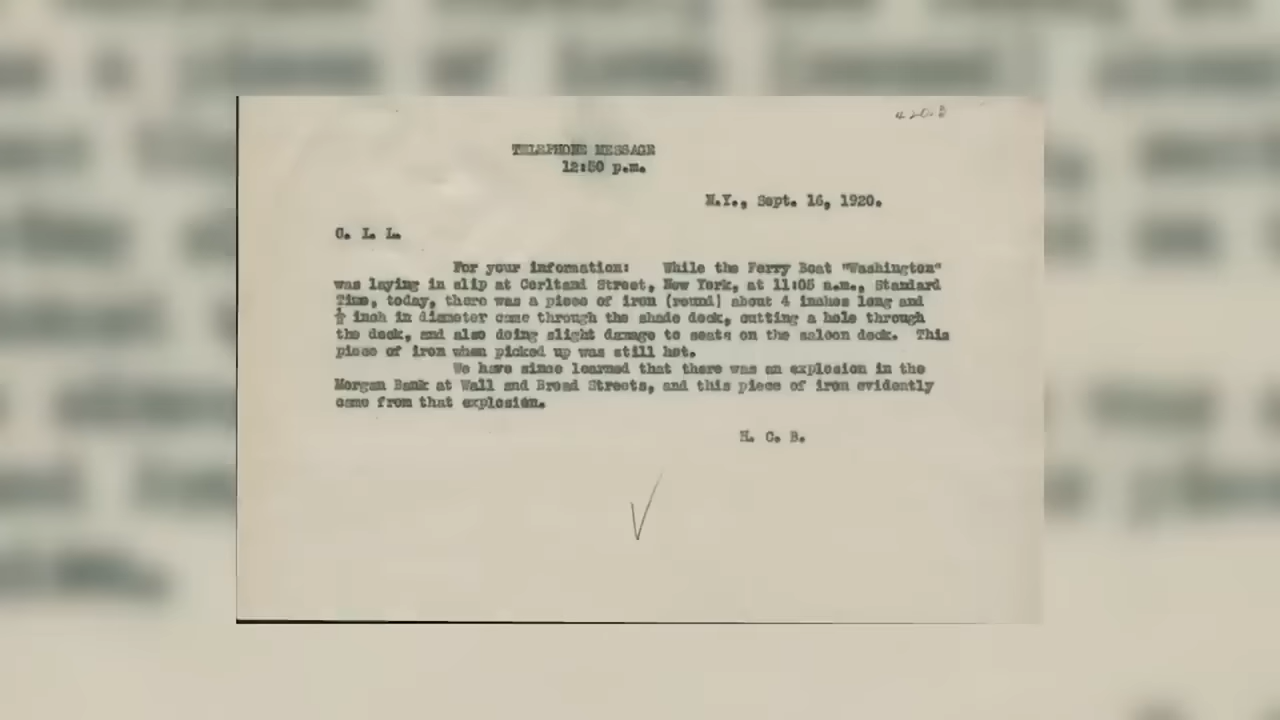 420.B
TELEPHONE MESSAGE
12:50 p.m.
N.Y., Sept. 16, 1920.
C. I. L.
For your information: While the Ferry Boat "Washington"
was laying in slip at Cortland Street, New York, at 11:05 a.m., Standard
Time, today, there was a piece of iron (round) about 4 inches long and
inch in diameter came through the shade deck, cutting a hole through
the deck, and also doing slight damage to seats on the saloon deck. This
piece of iron when picked up was still hot.
We have since learned that there was an explosion in the
Morgan Bank at Wall and Broad Streets, and this piece of iron evidently
came from that explosion.
H. C. B.